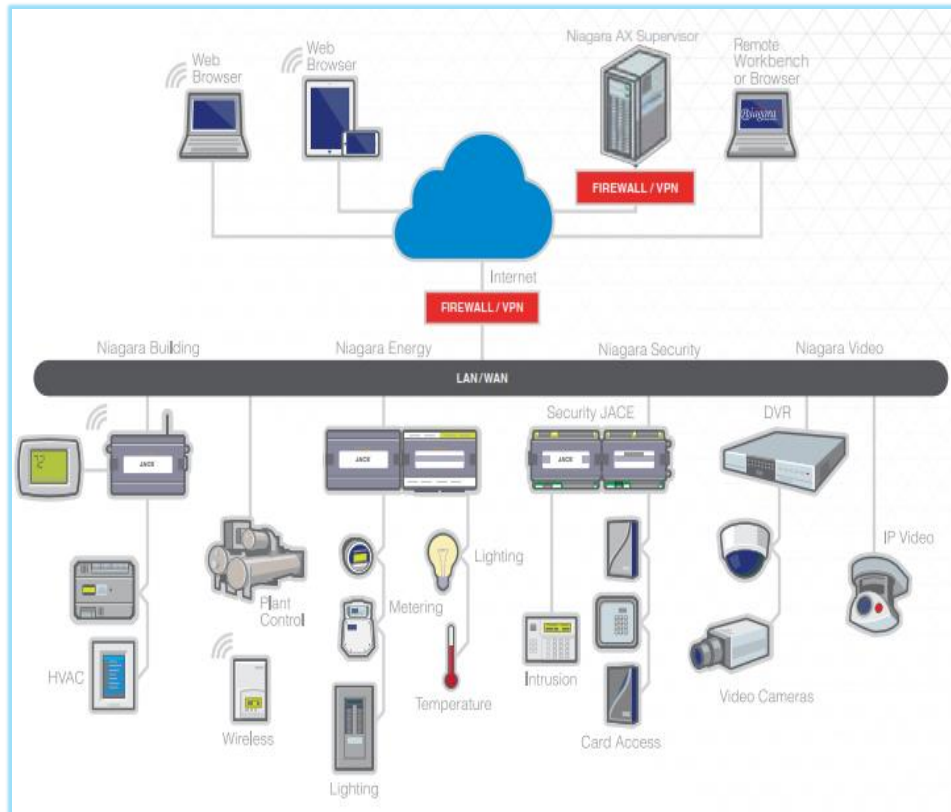 Web
Browser
Web
Browser
Niagara AX Supervisor
Remote
Workbench
or Browser
Niagara
FIREWALL / VPN
Internet
FIREWALL / VPN
Niagara Building
Niagara Energy
Niagara Security
Niagara Video
LAN/WAN
Security JACE
DVR
72
JACE
JACE
JACE
Lighting
IP Video
Plant
Control
Metering
HVAC
Wireless
Temperature
Intrusion
Video Cameras
Card Access
Lighting